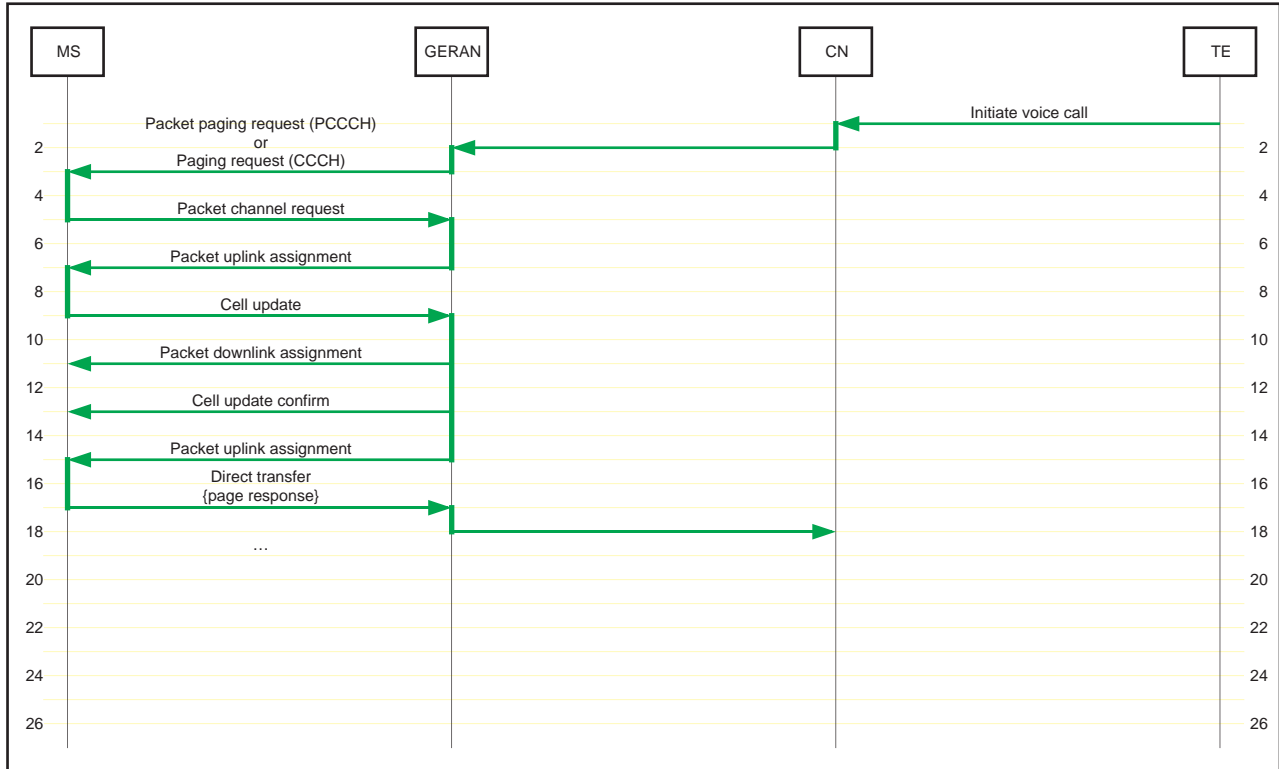 MS GERAN CN TE
Initiate voice call
Packet paging request (PCCCH)
or
2 2
Paging request (CCCH)
4 4
Packet channel request
6 6
Packet uplink assignment
8 8
Cell update
10 10
Packet downlink assignment
12 12
Cell update confirm
14 14
Packet uplink assignment
Direct transfer
16 16
{page response}
18 18
...
20 20
22 22
24 24
26 26